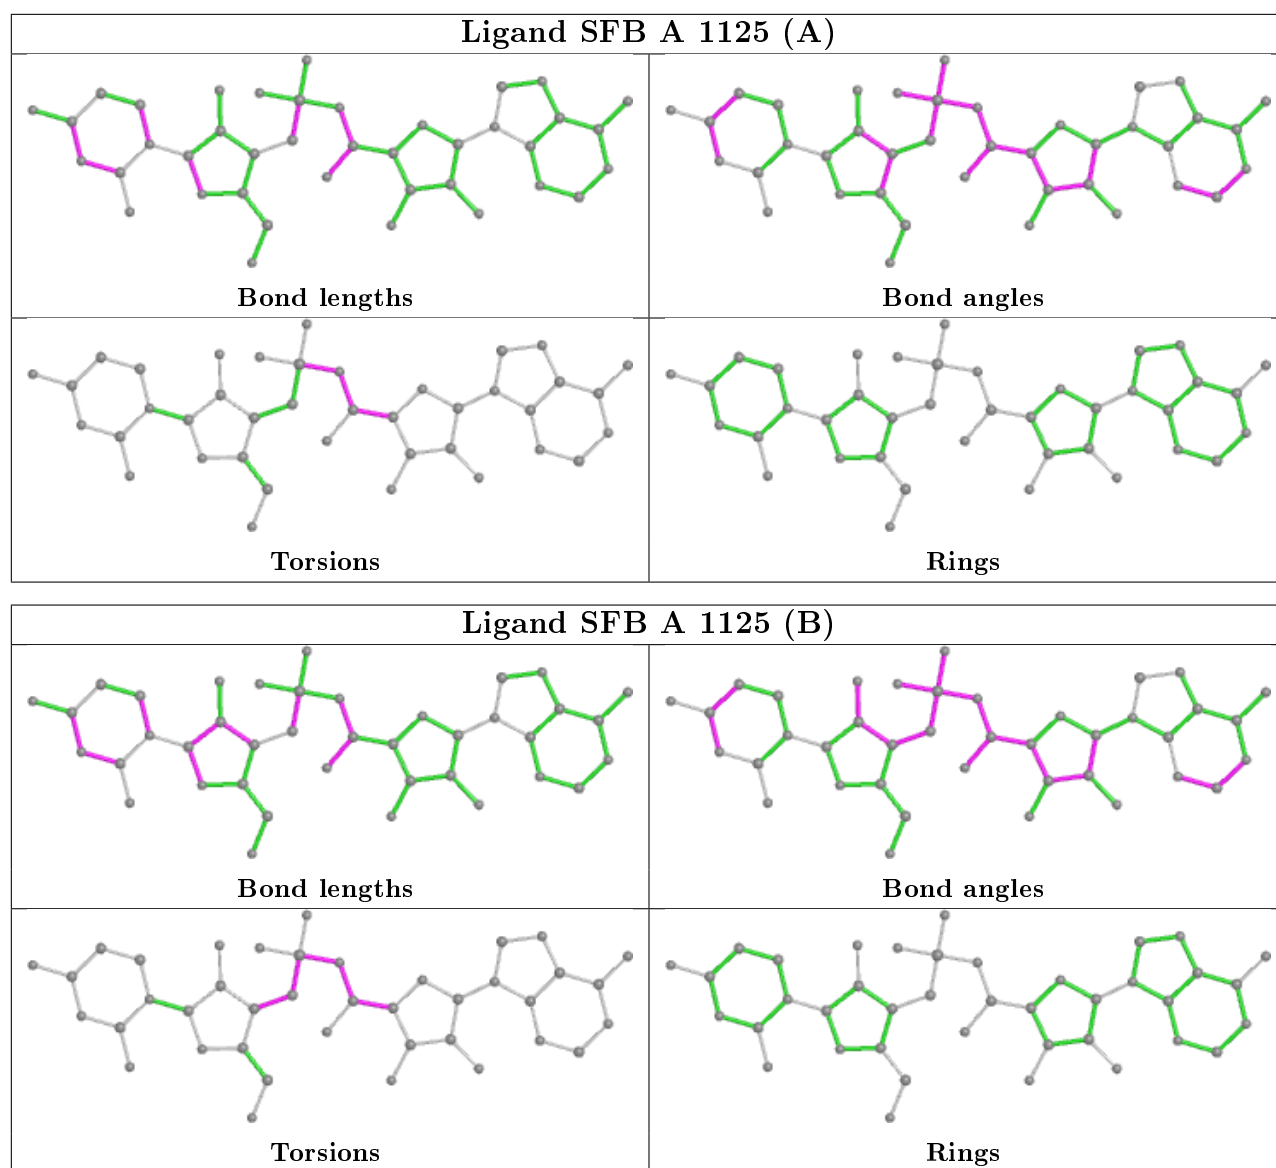 Ligand SFB A 1125 (A)
Bond lengths
Bond angles
Torsions
Rings
Ligand SFB A 1125 (B)
Bond lengths
Bond angles
Torsions
Rings